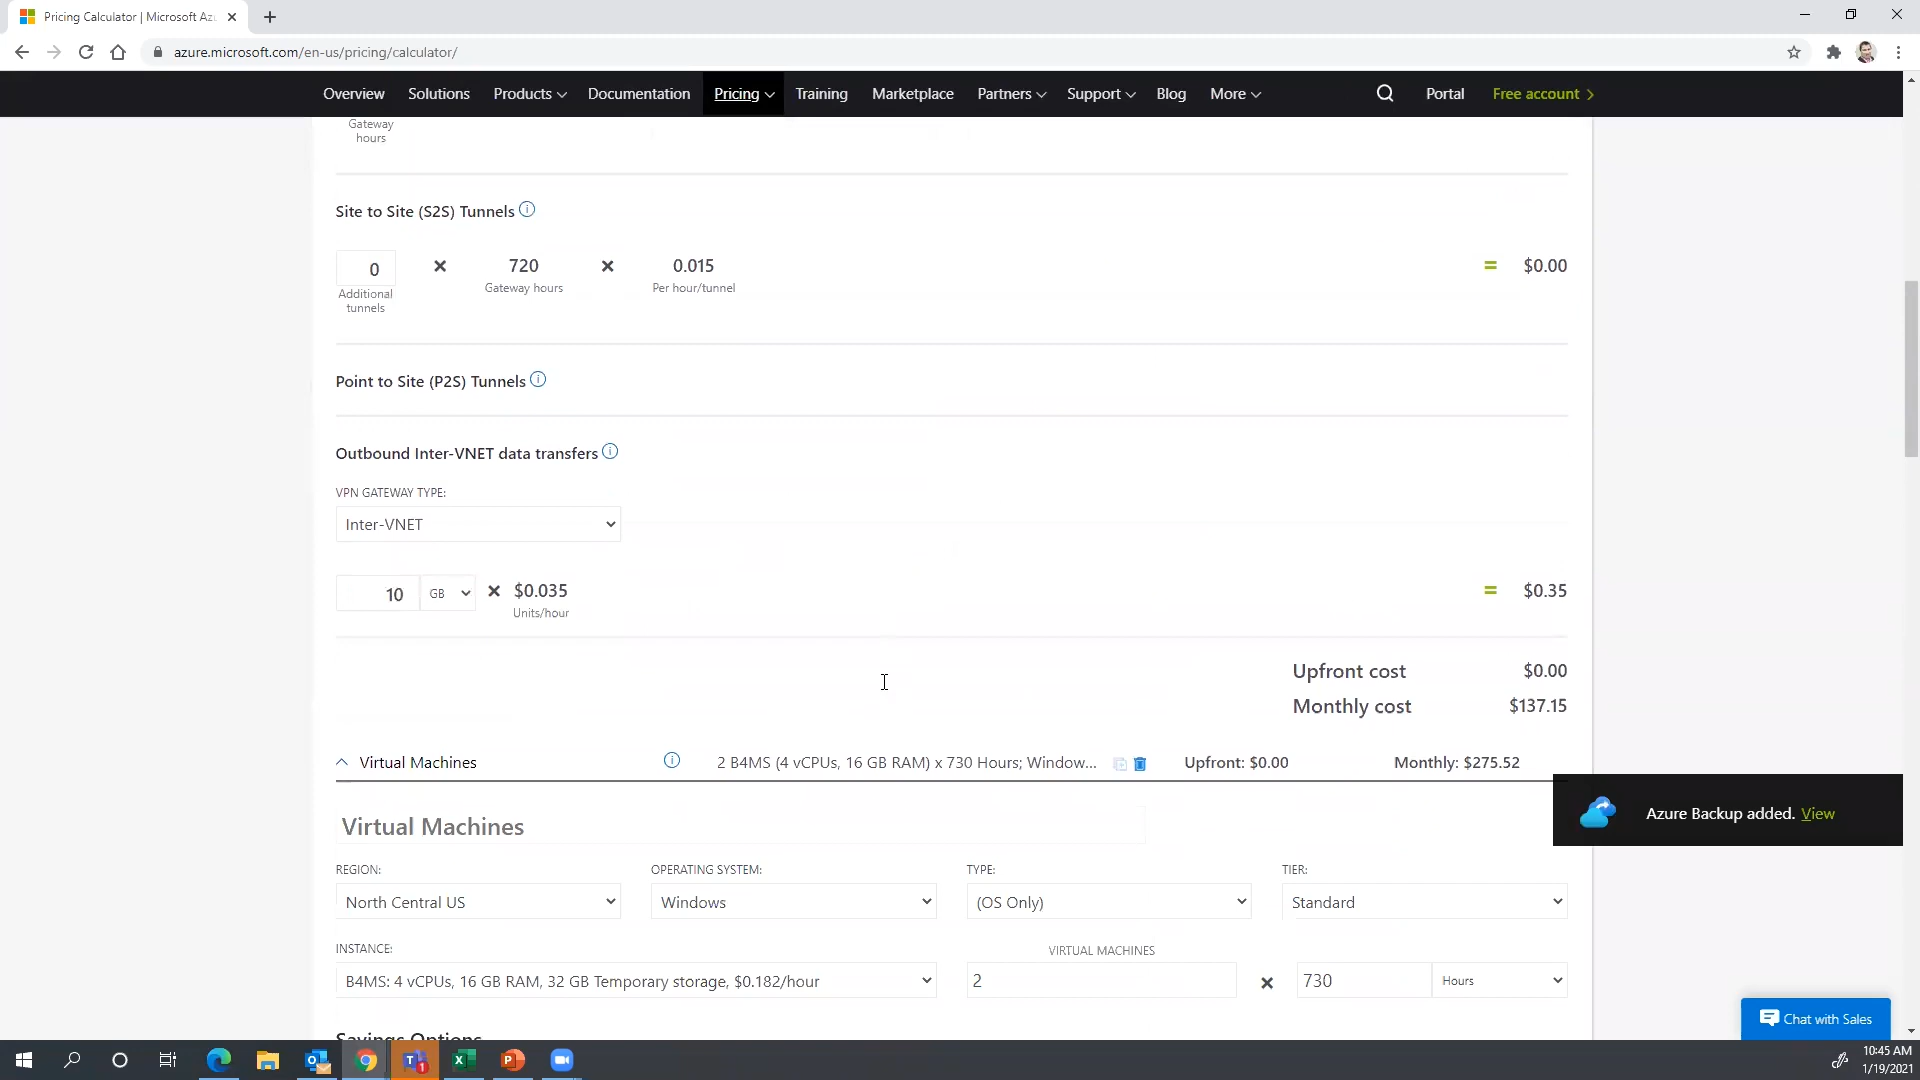 Pricing Calculator | Microsoft Az
azure.microsoft.com/en-us/pricing/calculator/
Overview Solutions Products Documentation Pricing Training Marketplace Partners Support Blog More Portal Free account
Gateway
hours
Site to Site (S2S) Tunnels
0 × 720 × 0.015 = $0.00
Additional
tunnels
Gateway hours
Per hour/tunnel
Point to Site (P2S) Tunnels
Outbound Inter-VNET data transfers
VPN GATEWAY TYPE:
Inter-VNET
10 GB × $0.035 = $0.35
Units/hour
Upfront cost $0.00
Monthly cost $137.15
Virtual Machines 2 B4MS (4 vCPUs, 16 GB RAM) x 730 Hours; Window... Upfront: $0.00 Monthly: $275.52
Azure Backup added. View
Virtual Machines
REGION: OPERATING SYSTEM: TYPE: TIER:
North Central US Windows (OS Only) Standard
INSTANCE: VIRTUAL MACHINES
B4MS: 4 vCPUs, 16 GB RAM, 32 GB Temporary storage, $0.182/hour 2 × 730 Hours
Savings Options
Chat with Sales
10:45 AM
1/19/2021